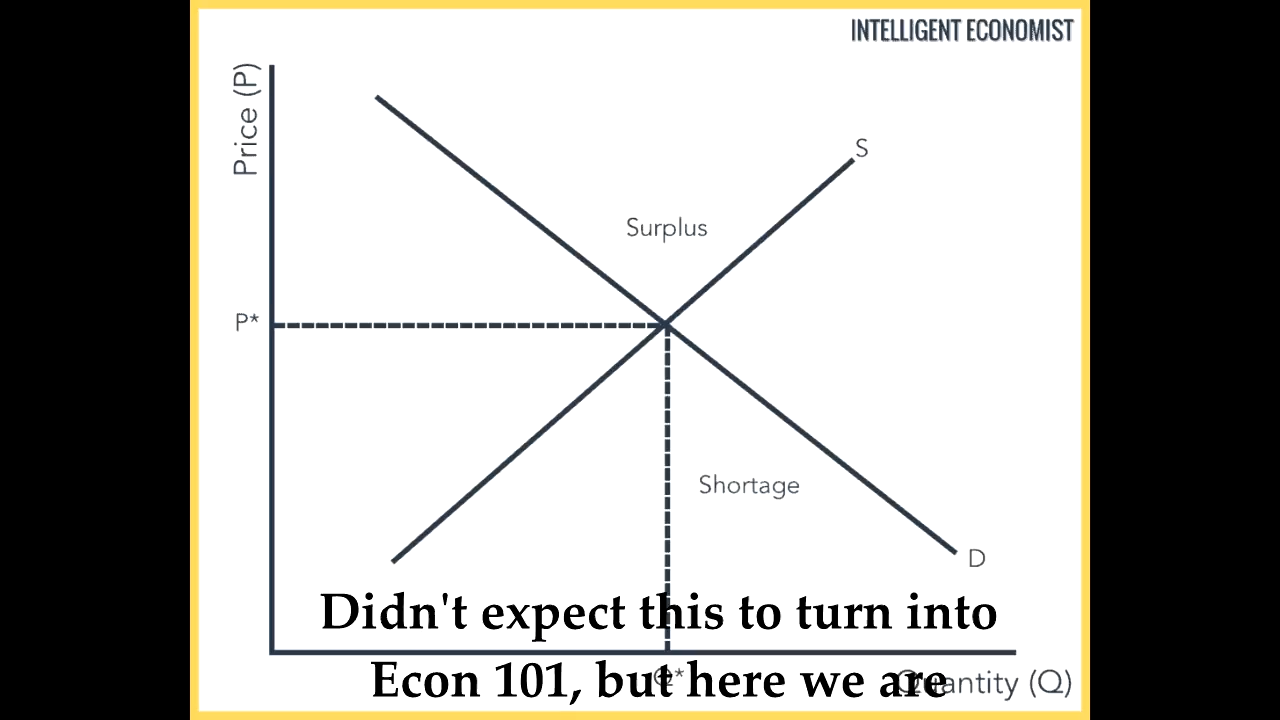 INTELLIGENT ECONOMIST
Price (P)
S
Surplus
P*
Shortage
D
Didn't expect this to turn into
Econ 101, but here we are
Q*
Quantity (Q)